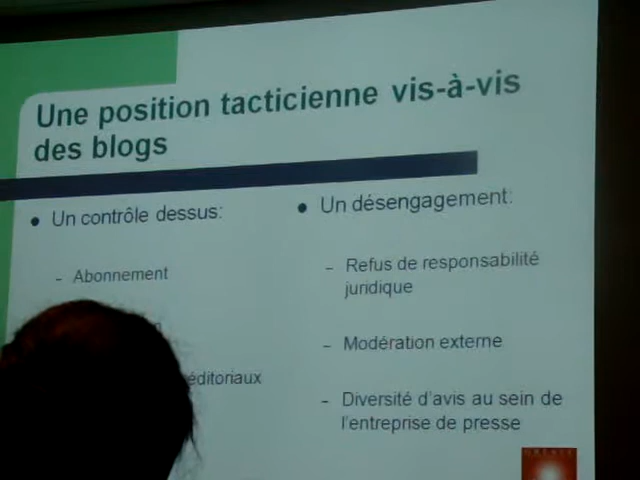 Une position tacticienne vis-à-vis
des blogs
• Un contrôle dessus:
– Abonnement
éditoriaux
• Un désengagement:
– Refus de responsabilité
juridique
– Modération externe
– Diversité d'avis au sein de
l'entreprise de presse